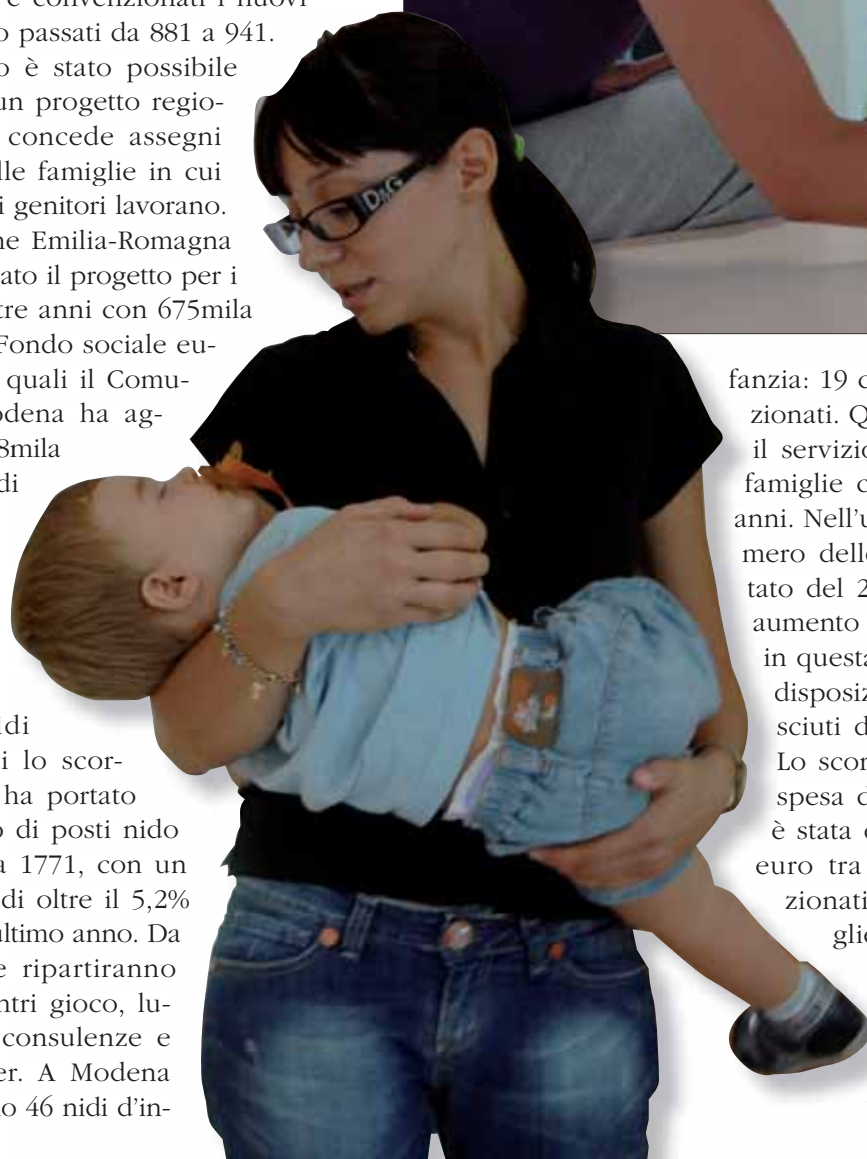 e convenzionati i nuovi
o passati da 881 a 941.
o è stato possibile
un progetto regio-
concede assegni
lle famiglie in cui
i genitori lavorano.
ne Emilia-Romagna
ato il progetto per i
tre anni con 675mila
Fondo sociale eu-
quali il Comu-
odena ha ag-
8mila
di
idi
i lo scor-
ha portato
o di posti nido
a 1771, con un
di oltre il 5,2%
ultimo anno. Da
e ripartiranno
ntri gioco, lu-
consulenze e
er. A Modena
o 46 nidi d'in-
fanzia: 19 c
zionati. Q
il servizio
famiglie c
anni. Nell'u
mero delle
tato del 2
aumento
in questa
disposiz
sciuti d
Lo scor
spesa d
è stata
euro tra
zionati
glio
D&G